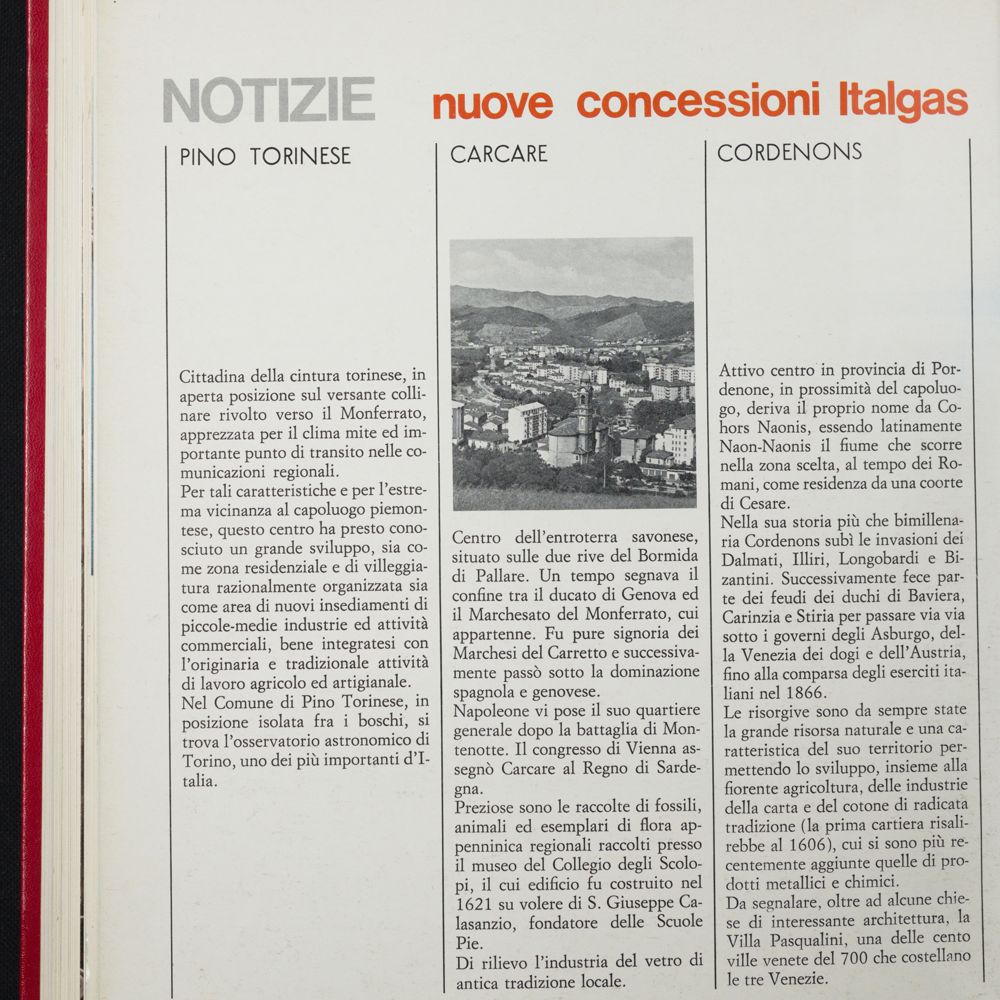 NOTIZIE nuove concessioni Italgas
PINO TORINESE
Cittadina della cintura torinese, in
aperta posizione sul versante colli-
nare rivolto verso il Monferrato,
apprezzata per il clima mite ed im-
portante punto di transito nelle co-
municazioni regionali.
Per tali caratteristiche e per l'estre-
ma vicinanza al capoluogo piemon-
tese, questo centro ha presto cono-
sciuto un grande sviluppo, sia co-
me zona residenziale e di villeggia-
tura razionalmente organizzata sia
come area di nuovi insediamenti di
piccole-medie industrie ed attività
commerciali, bene integratesi con
l'originaria e tradizionale attività
di lavoro agricolo ed artigianale.
Nel Comune di Pino Torinese, in
posizione isolata fra i boschi, si
trova l'osservatorio astronomico di
Torino, uno dei più importanti d'I-
talia.
CARCARE
Centro dell'entroterra savonese,
situato sulle due rive del Bormida
di Pallare. Un tempo segnava il
confine tra il ducato di Genova ed
il Marchesato del Monferrato, cui
appartenne. Fu pure signoria dei
Marchesi del Carretto e successiva-
mente passò sotto la dominazione
spagnola e genovese.
Napoleone vi pose il suo quartiere
generale dopo la battaglia di Mon-
tenotte. Il congresso di Vienna as-
segnò Carcare al Regno di Sarde-
gna.
Preziose sono le raccolte di fossili,
animali ed esemplari di flora ap-
penninica regionali raccolti presso
il museo del Collegio degli Scolo-
pi, il cui edificio fu costruito nel
1621 su volere di S. Giuseppe Ca-
lasanzio, fondatore delle Scuole
Pie.
Di rilievo l'industria del vetro di
antica tradizione locale.
CORDENONS
Attivo centro in provincia di Por-
denone, in prossimità del capoluo-
go, deriva il proprio nome da Co-
hors Naonis, essendo latinamente
Naon-Naonis il fiume che scorre
nella zona scelta, al tempo dei Ro-
mani, come residenza da una coorte
di Cesare.
Nella sua storia più che bimillena-
ria Cordenons subì le invasioni dei
Dalmati, Illiri, Longobardi e Bi-
zantini. Successivamente fece par-
te dei feudi dei duchi di Baviera,
Carinzia e Stiria per passare via via
sotto i governi degli Asburgo, del-
la Venezia dei dogi e dell'Austria,
fino alla comparsa degli eserciti ita-
liani nel 1866.
Le risorgive sono da sempre state
la grande risorsa naturale e una ca-
ratteristica del suo territorio per-
mettendo lo sviluppo, insieme alla
fiorente agricoltura, delle industrie
della carta e del cotone di radicata
tradizione (la prima cartiera risali-
rebbe al 1606), cui si sono più re-
centemente aggiunte quelle di pro-
dotti metallici e chimici.
Da segnalare, oltre ad alcune chie-
se di interessante architettura, la
Villa Pasqualini, una delle cento
ville venete del 700 che costellano
le tre Venezie.